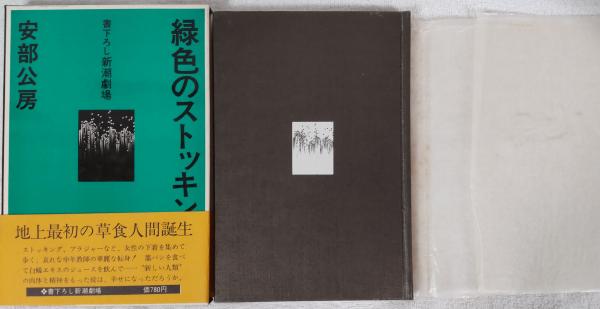 緑色のストッキン
書下ろし新潮劇場
安部公房
地上最初の草食人間誕生
ストッキング、ブラジャーなど、女性の下着を集めて
歩く、哀れな中年教師の華麗な転身！ 藁パンを食べ
て白蟻エキスのジュースを飲んで――“新しい人類”
の肉体と精神をもった彼は、幸せになっただろうか。
❖書下ろし新潮劇場 価780円